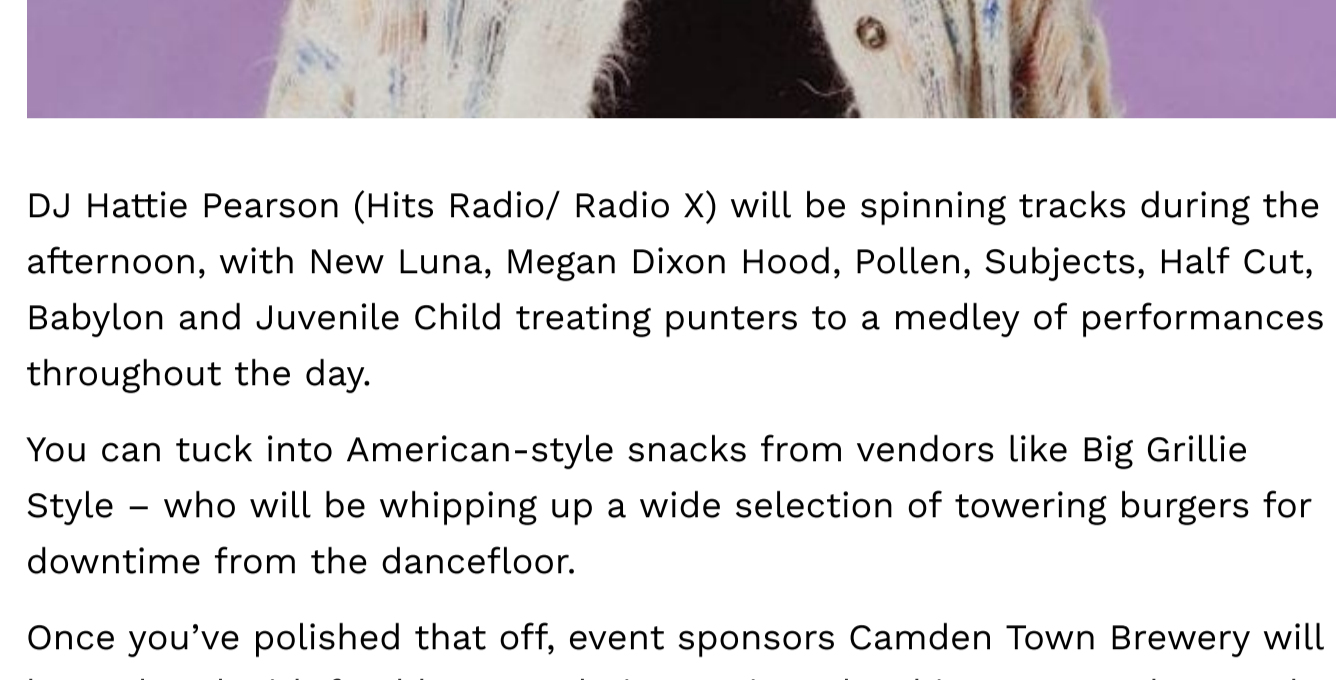 DJ Hattie Pearson (Hits Radio/ Radio X) will be spinning tracks during the
afternoon, with New Luna, Megan Dixon Hood, Pollen, Subjects, Half Cut,
Babylon and Juvenile Child treating punters to a medley of performances
throughout the day.
You can tuck into American-style snacks from vendors like Big Grillie
Style – who will be whipping up a wide selection of towering burgers for
downtime from the dancefloor.
Once you’ve polished that off, event sponsors Camden Town Brewery will